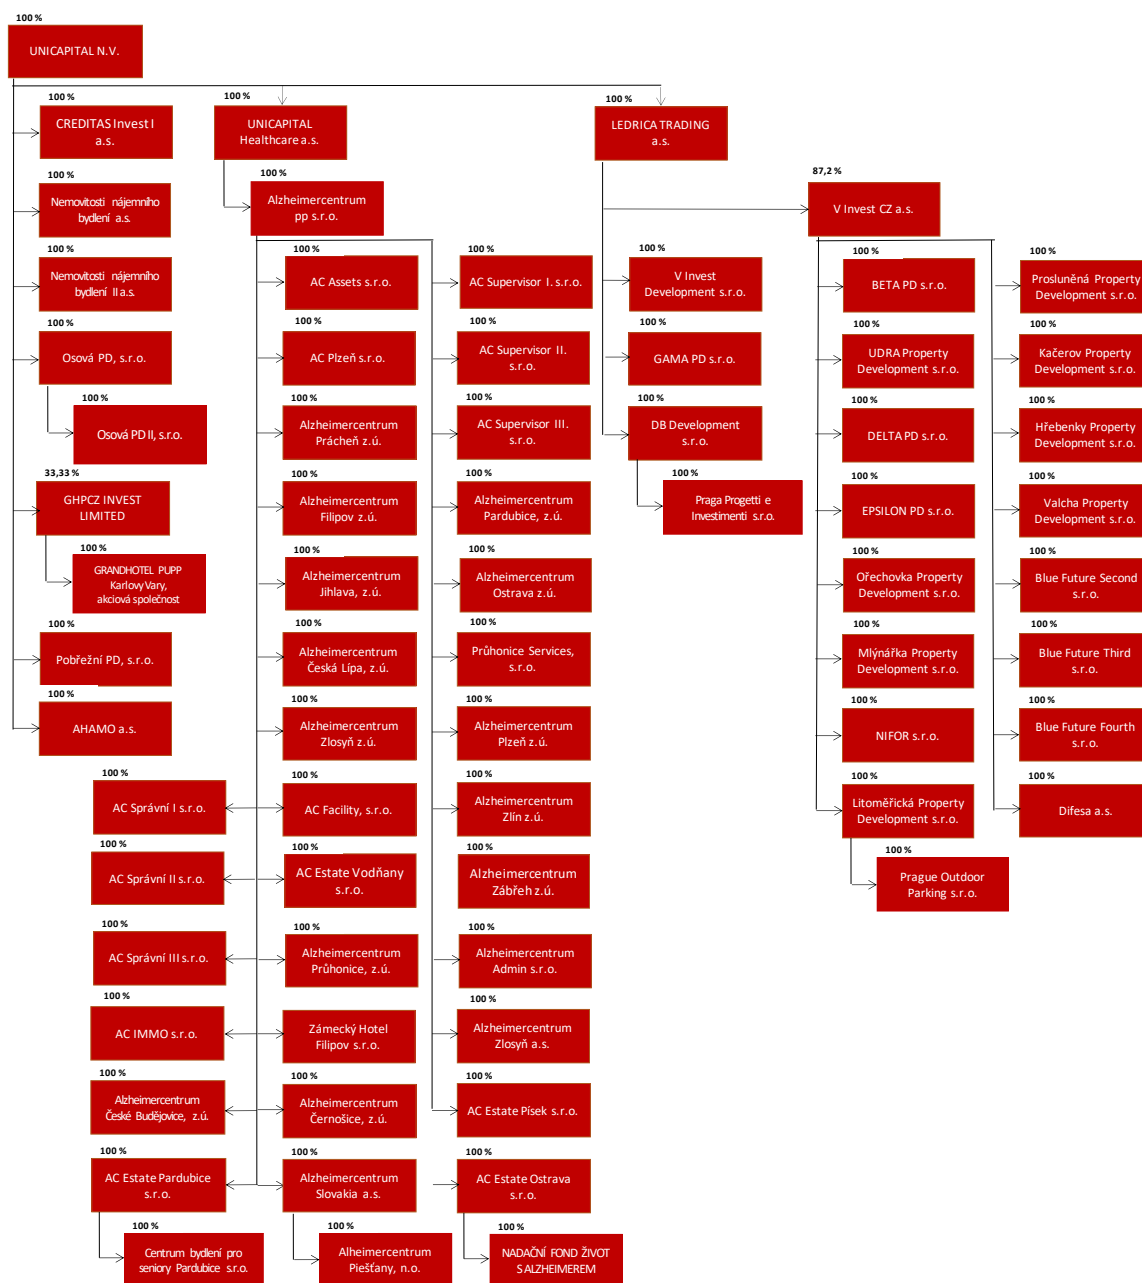 100 %
UNICAPITAL N.V.
100 %
CREDITAS Invest I
a.s.
100 %
Nemovitosti nájemního
bydlení a.s.
100 %
Nemovitosti nájemního
bydlení II a.s.
100 %
Osová PD, s.r.o.
100 %
Osová PD II, s.r.o.
33,33 %
GHPCZ INVEST
LIMITED
100 %
GRANDHOTEL PUPP
Karlovy Vary,
akciová společnost
100 %
Pobřežní PD, s.r.o.
100 %
AHAMO a.s.
100 %
UNICAPITAL
Healthcare a.s.
100 %
Alzheimercentrum
pp s.r.o.
100 %
AC Assets s.r.o.
100 %
AC Plzeň s.r.o.
100 %
Alzheimercentrum
Prácheň z.ú.
100 %
Alzheimercentrum
Filipov z.ú.
100 %
Alzheimercentrum
Jihlava, z.ú.
100 %
Alzheimercentrum
Česká Lípa, z.ú.
100 %
Alzheimercentrum
Zlosyň z.ú.
100 %
AC Facility, s.r.o.
100 %
AC Estate Vodňany
s.r.o.
100 %
Alzheimercentrum
Průhonice, z.ú.
100 %
Zámecký Hotel
Filipov s.r.o.
100 %
Alzheimercentrum
Černošice, z.ú.
100 %
Alzheimercentrum
Slovakia a.s.
100 %
Alheimercentrum
Piešťany, n.o.
100 %
AC Správní I s.r.o.
100 %
AC Správní II s.r.o.
100 %
AC Správní III s.r.o.
100 %
AC IMMO s.r.o.
100 %
Alzheimercentrum
České Budějovice, z.ú.
100 %
AC Estate Pardubice
s.r.o.
100 %
Centrum bydlení pro
seniory Pardubice s.r.o.
100 %
AC Supervisor I. s.r.o.
100 %
AC Supervisor II.
s.r.o.
100 %
AC Supervisor III.
s.r.o.
100 %
Alzheimercentrum
Pardubice, z.ú.
100 %
Alzheimercentrum
Ostrava z.ú.
100 %
Průhonice Services,
s.r.o.
100 %
Alzheimercentrum
Plzeň z.ú.
100 %
Alzheimercentrum
Zlín z.ú.
100 %
Alzheimercentrum
Zábřeh z.ú.
100 %
Alzheimercentrum
Admin s.r.o.
100 %
Alzheimercentrum
Zlosyň a.s.
100 %
AC Estate Písek s.r.o.
100 %
AC Estate Ostrava
s.r.o.
100 %
NADAČNÍ FOND ŽIVOT
S ALZHEIMEREM
100 %
LEDRICA TRADING
a.s.
100 %
V Invest
Development s.r.o.
100 %
GAMA PD s.r.o.
100 %
DB Development
s.r.o.
100 %
Praga Progetti e
Investimenti s.r.o.
87,2 %
V Invest CZ a.s.
100 %
BETA PD s.r.o.
100 %
UDRA Property
Development s.r.o.
100 %
DELTA PD s.r.o.
100 %
EPSILON PD s.r.o.
100 %
Ořechovka Property
Development s.r.o.
100 %
Mlýnářka Property
Development s.r.o.
100 %
NIFOR s.r.o.
100 %
Litoměřická Property
Development s.r.o.
100 %
Prague Outdoor
Parking s.r.o.
100 %
Prosluněná Property
Development s.r.o.
100 %
Kačerov Property
Development s.r.o.
100 %
Hřebenky Property
Development s.r.o.
100 %
Valcha Property
Development s.r.o.
100 %
Blue Future Second
s.r.o.
100 %
Blue Future Third
s.r.o.
100 %
Blue Future Fourth
s.r.o.
100 %
Difesa a.s.